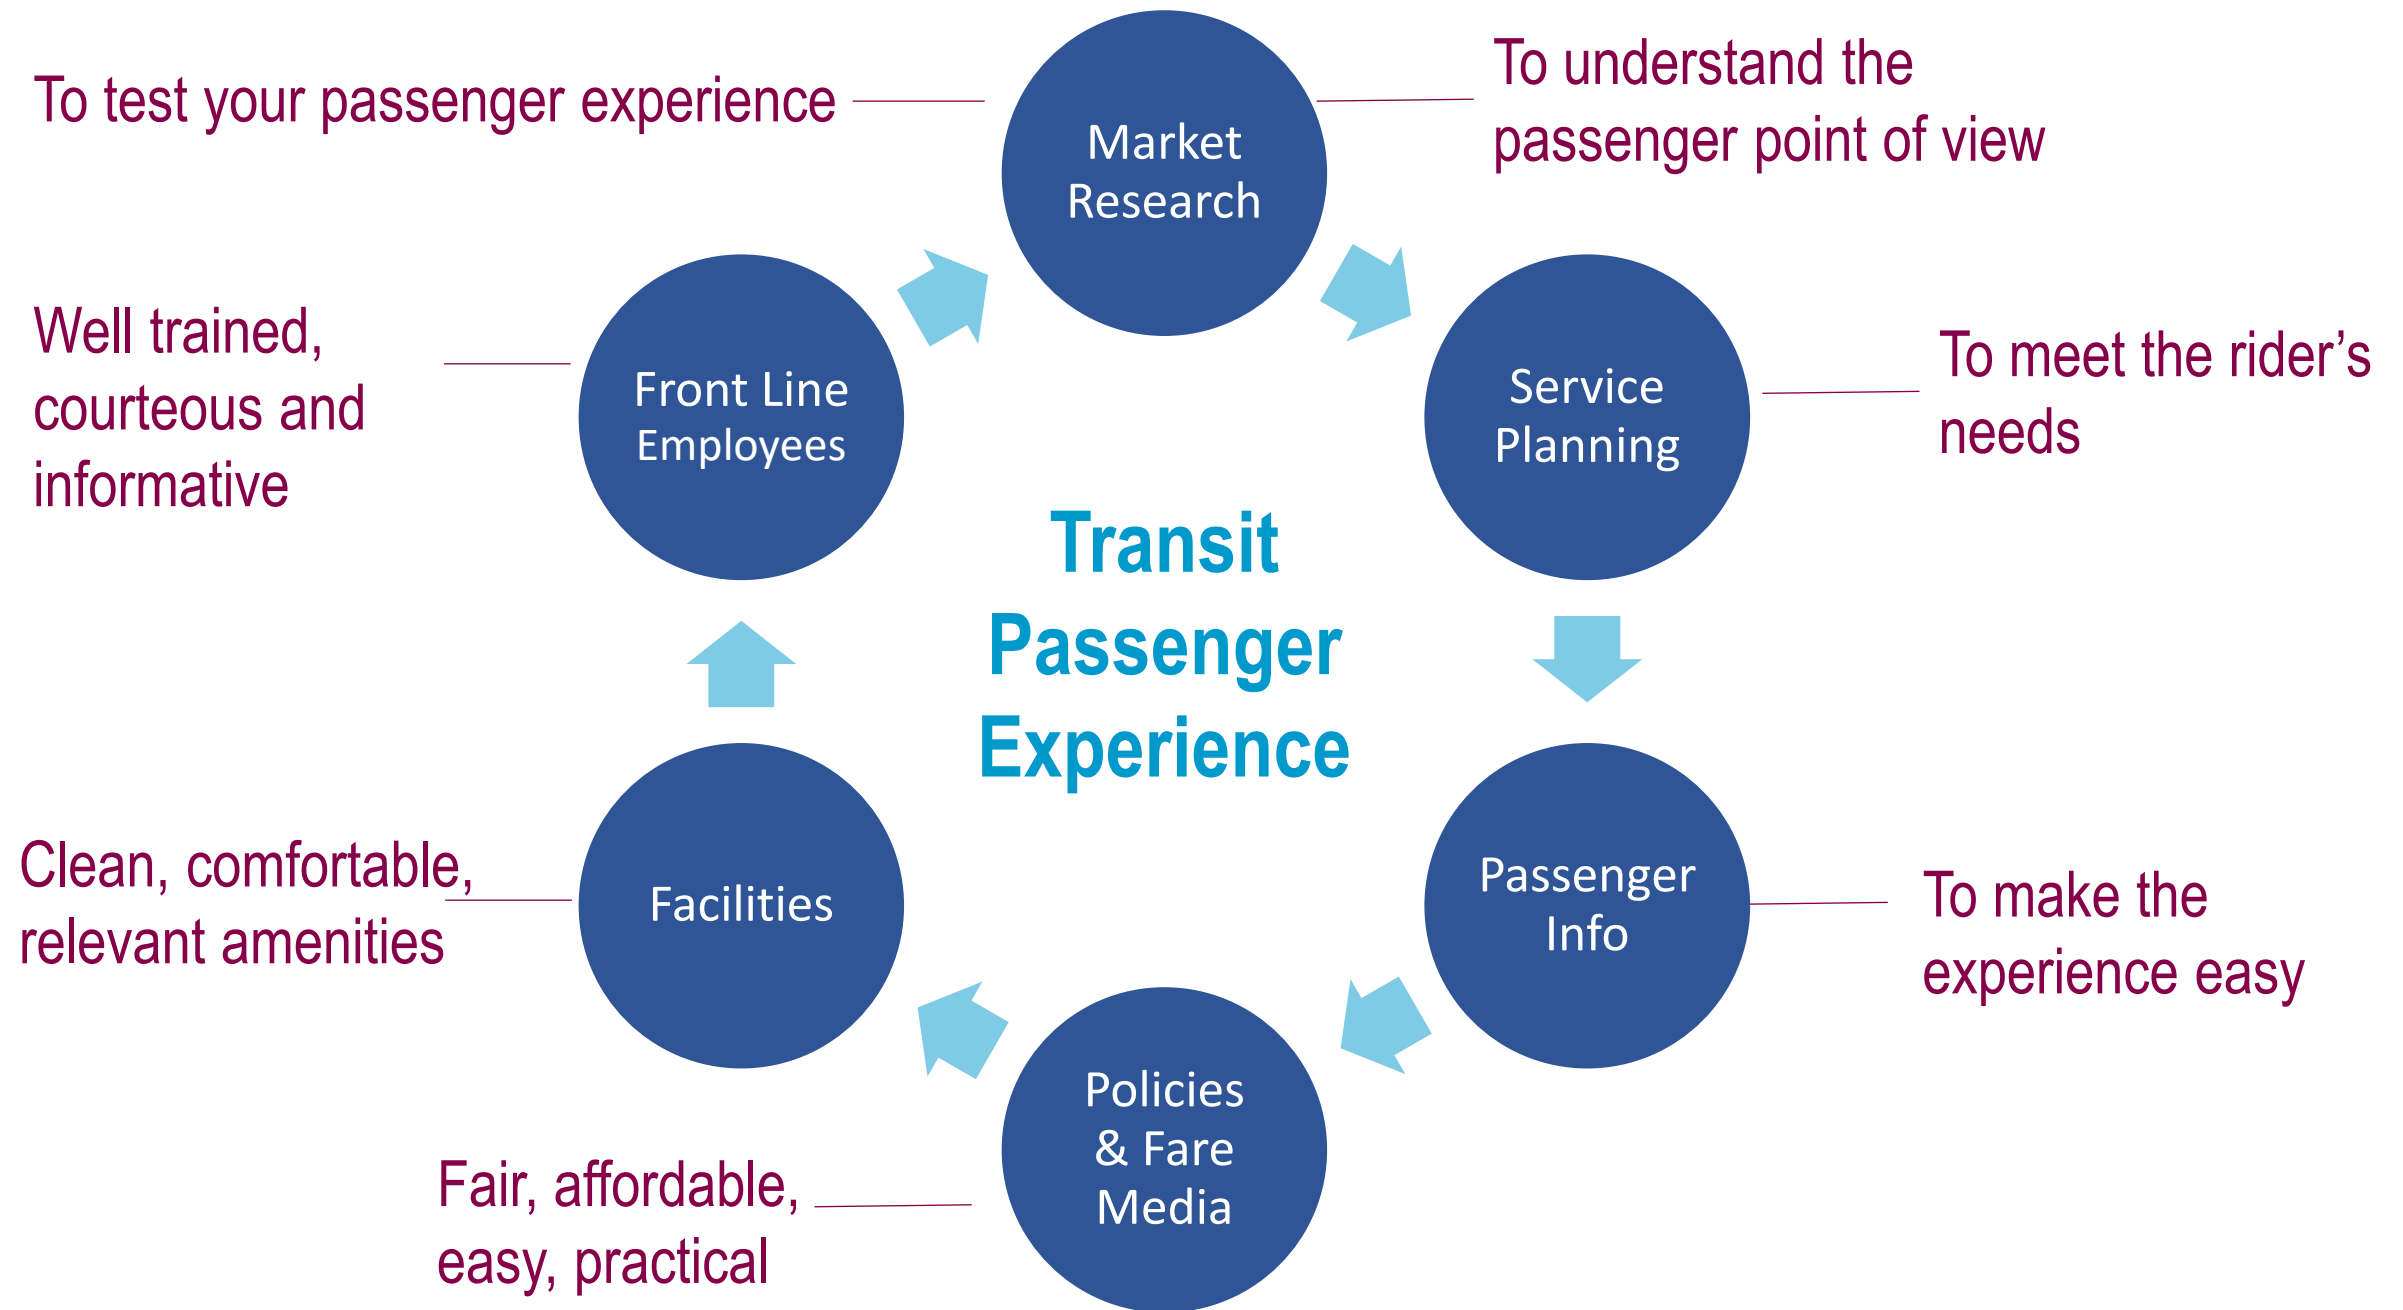 To test your passenger experience
Market
Research
To understand the
passenger point of view
Well trained,
courteous and
informative
Front Line
Employees
Service
Planning
To meet the rider’s
needs
Transit
Passenger
Experience
Clean, comfortable,
relevant amenities
Facilities
Passenger
Info
To make the
experience easy
Policies
& Fare
Media
Fair, affordable,
easy, practical